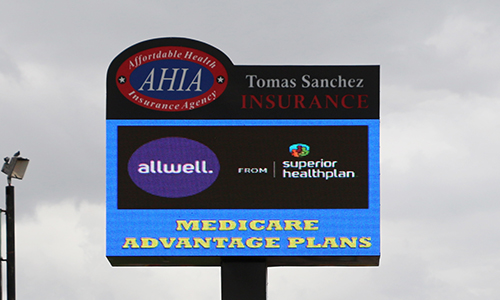 Affordable Health
AHIA
Insurance Agency
Tomas Sanchez
INSURANCE
allwell.
FROM
superior
healthplan
MEDICARE
ADVANTAGE PLANS